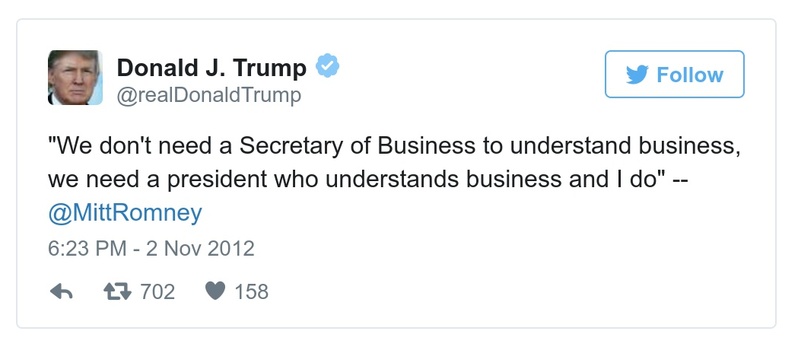 Donald J. Trump
@realDonaldTrump
Follow
"We don't need a Secretary of Business to understand business,
we need a president who understands business and I do" --
@MittRomney
6:23 PM - 2 Nov 2012
702 158